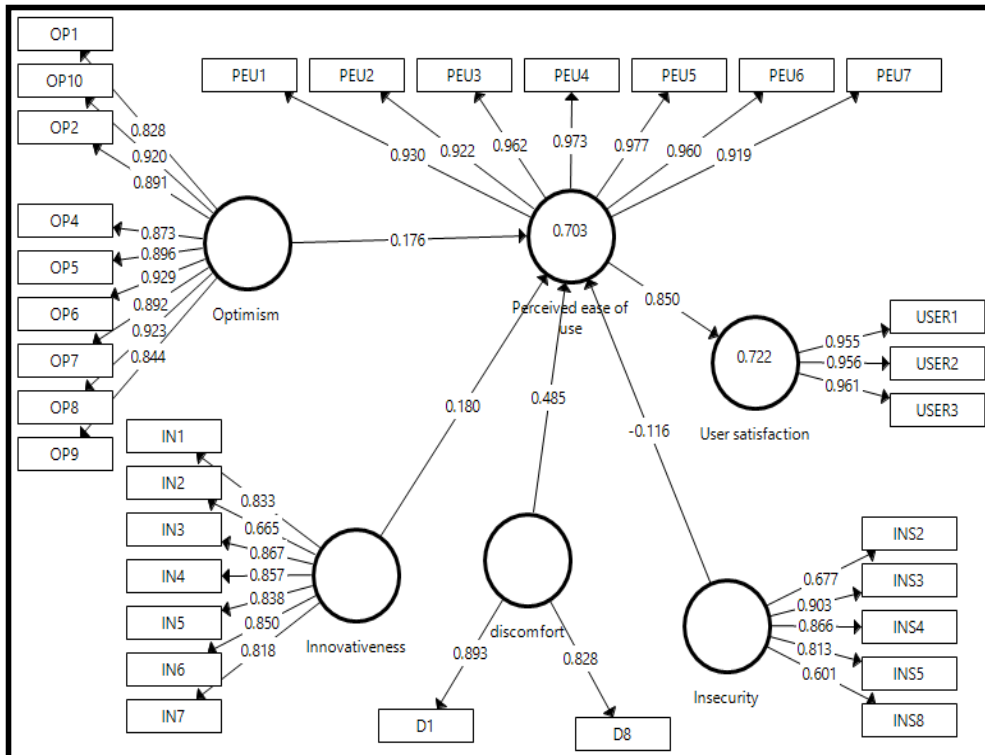 OP1
OP10
OP2
OP4
OP5
OP6
OP7
OP8
OP9
0.828
0.920
0.891
0.873
0.896
0.929
0.892
0.923
0.844
Optimism
0.176
PEU1
PEU2
PEU3
PEU4
PEU5
PEU6
PEU7
0.930
0.922
0.962
0.973
0.977
0.960
0.919
0.703
Perceived ease of
use
0.850
0.722
User satisfaction
0.955
0.956
0.961
USER1
USER2
USER3
0.180
0.485
-0.116
IN1
IN2
IN3
IN4
IN5
IN6
IN7
0.833
0.665
0.867
0.857
0.838
0.850
0.818
Innovativeness
discomfort
0.893
0.828
D1
D8
Insecurity
0.677
0.903
0.866
0.813
0.601
INS2
INS3
INS4
INS5
INS8